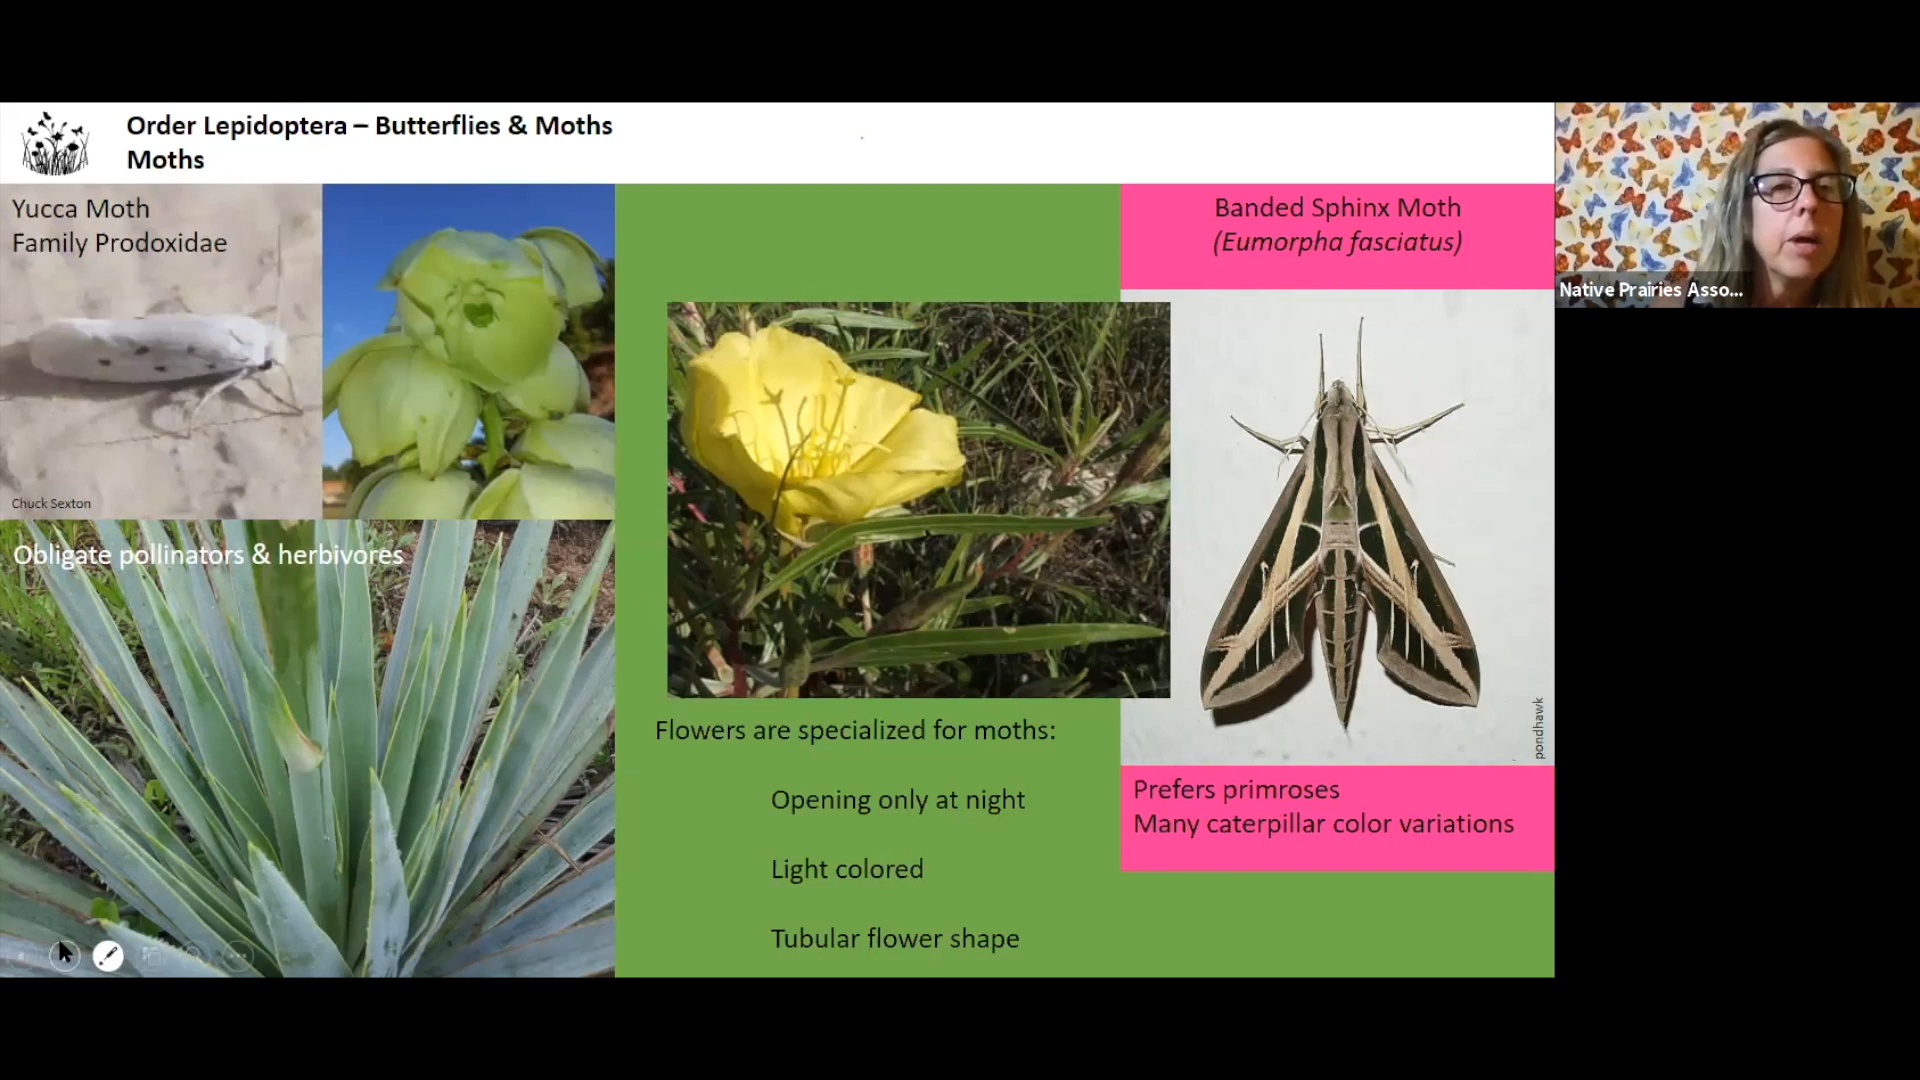 Order Lepidoptera – Butterflies & Moths
Moths
Yucca Moth
Family Prodoxidae
Chuck Sexton
Obligate pollinators & herbivores
Flowers are specialized for moths:
Opening only at night
Light colored
Tubular flower shape
Banded Sphinx Moth
(Eumorpha fasciatus)
pondhawk
Prefers primroses
Many caterpillar color variations
Native Prairies Asso...